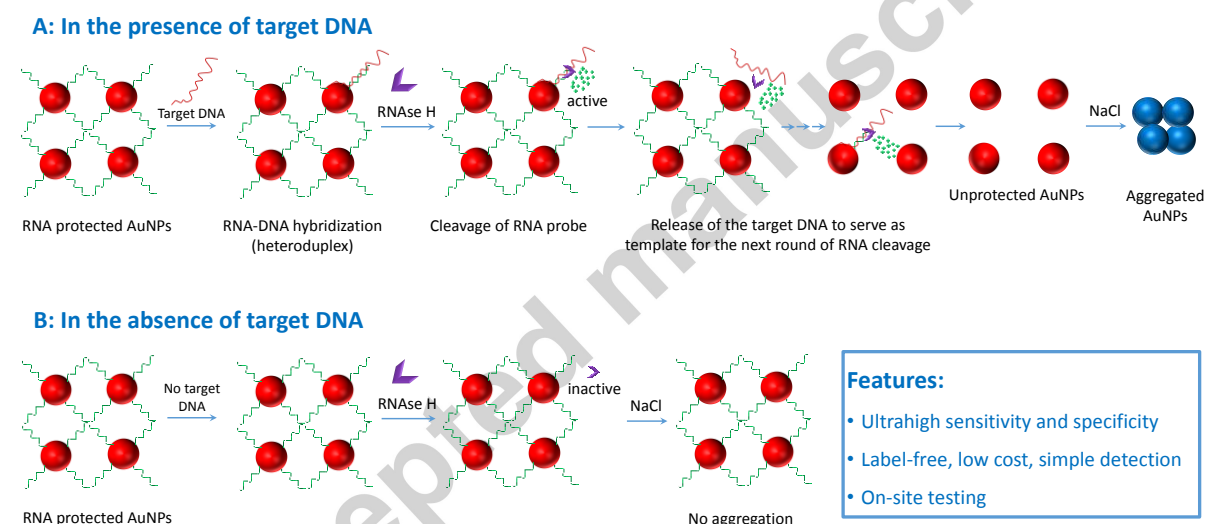 A: In the presence of target DNA
Target DNA
RNAse H
active
NaCl
RNA protected AuNPs
RNA-DNA hybridization
(heteroduplex)
Cleavage of RNA probe
Release of the target DNA to serve as
template for the next round of RNA cleavage
Unprotected AuNPs
Aggregated
AuNPs
B: In the absence of target DNA
No target
DNA
RNAse H
inactive
NaCl
RNA protected AuNPs
No aggregation
Features:
• Ultrahigh sensitivity and specificity
• Label-free, low cost, simple detection
• On-site testing
epted manusc